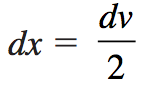 dx = dv/2